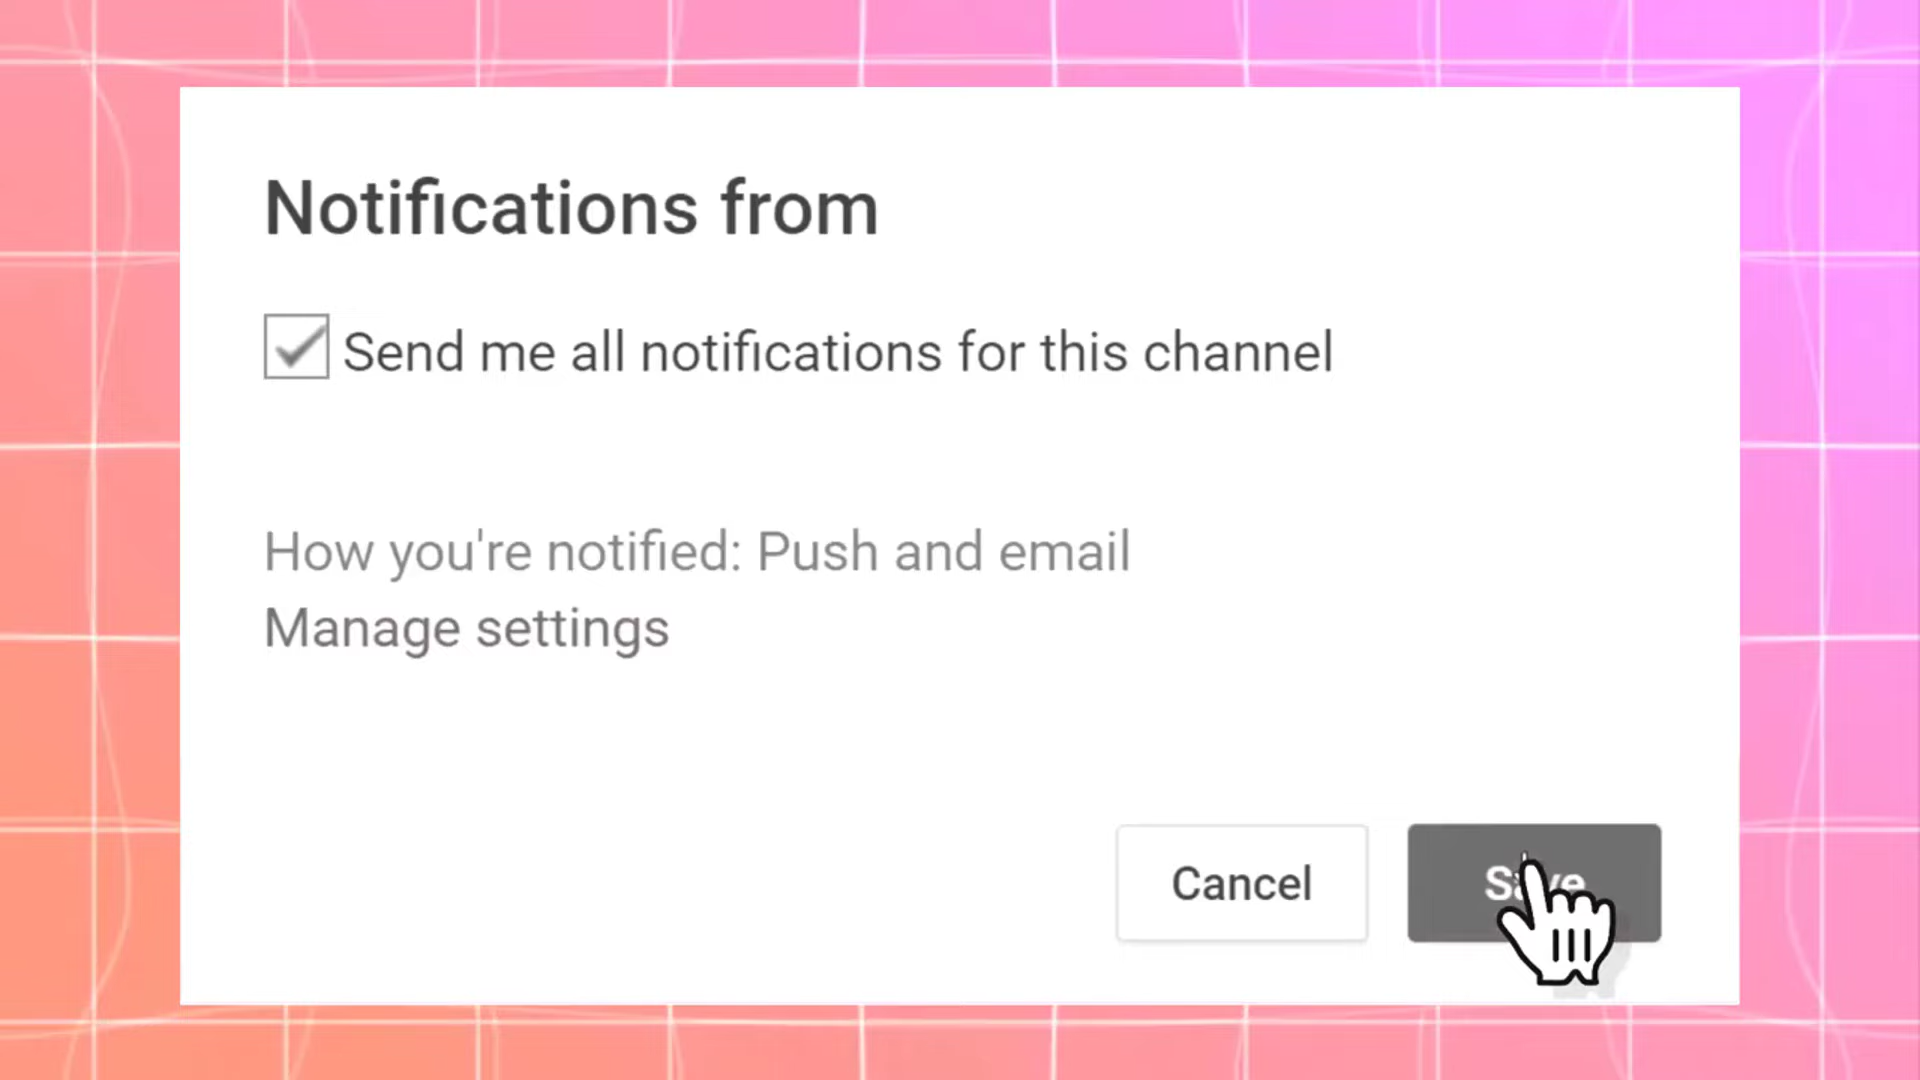 Notifications from
Send me all notifications for this channel
How you're notified: Push and email
Manage settings
Cancel
Save